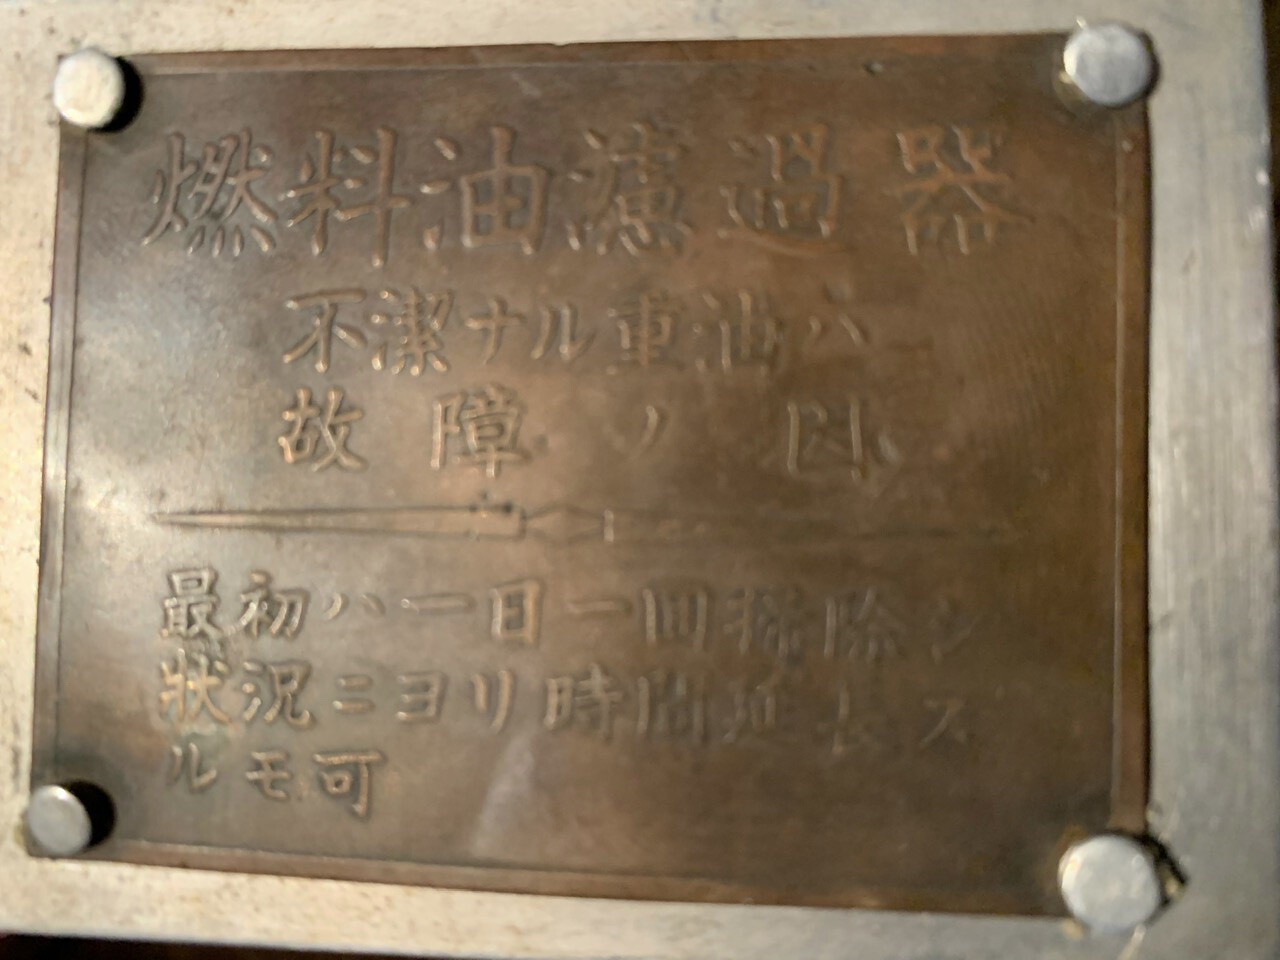 燃料油濾過器
不潔ナル重油ハ
故障ノ因
最初ハ一日一回掃除シ
狀況ニヨリ時間延長ス
ルモ可